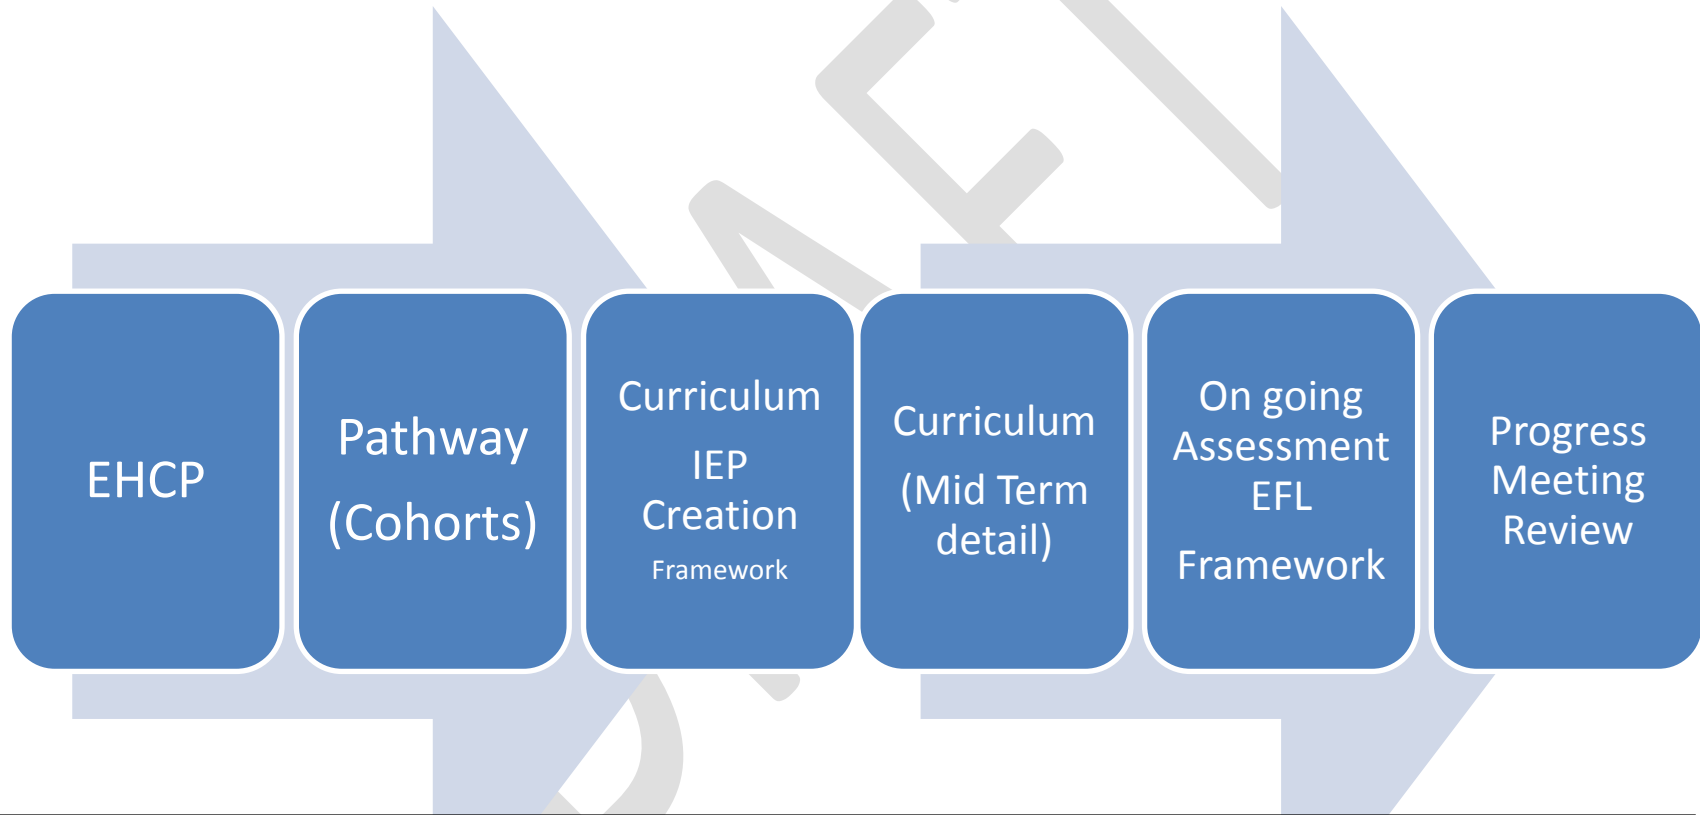 EHCP
Pathway
(Cohorts)
Curriculum
IEP
Creation
Framework
Curriculum
(Mid Term
detail)
On going
Assessment
EFL
Framework
Progress
Meeting
Review